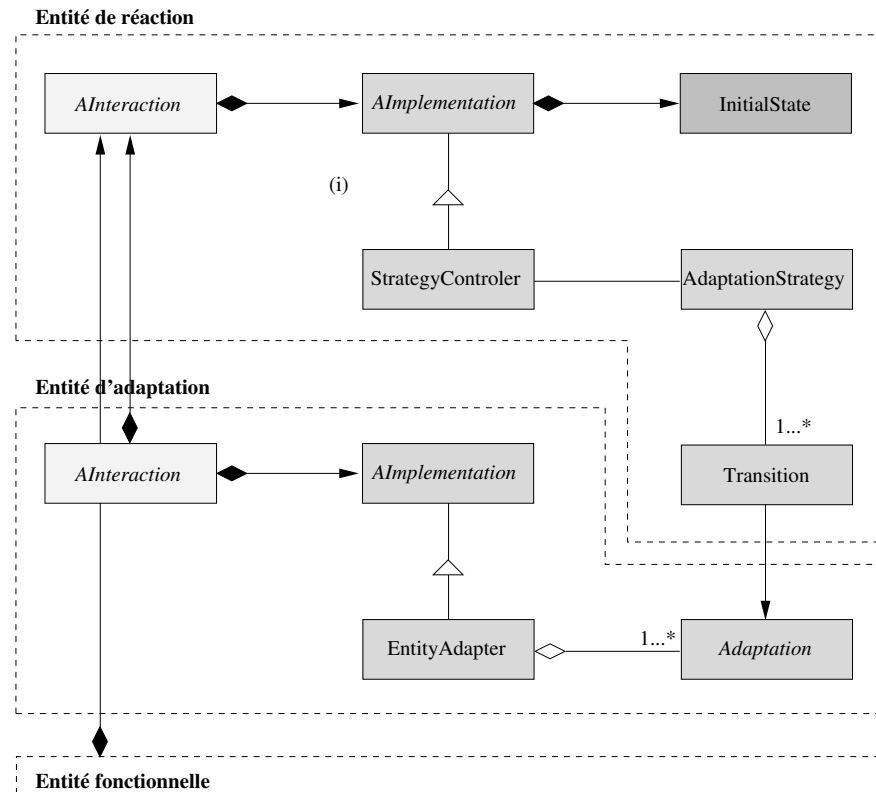 Entité de réaction
AInteraction
AImplementation
InitialState
(i)
StrategyControler
AdaptationStrategy
Entité d'adaptation
1...*
AInteraction
AImplementation
Transition
EntityAdapter
1...*
Adaptation
Entité fonctionnelle